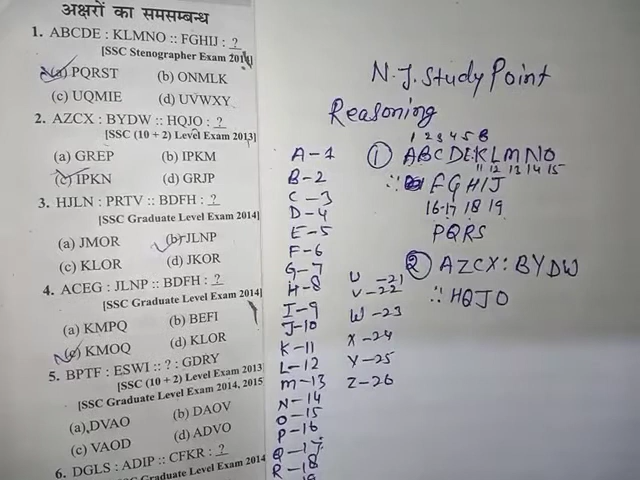 अक्षरों का समसम्बन्ध
1. ABCDE : KLMNO :: FGHIJ : ?
[SSC Stenographer Exam 2014]
(a) PQRST (b) ONMLK
(c) UQMIE (d) UVWXY
2. AZCX : BYDW :: HQJO : ?
[SSC (10 + 2) Level Exam 2013]
(a) GREP (b) IPKM
(c) IPKN (d) GRJP
3. HJLN : PRTV :: BDFH : ?
[SSC Graduate Level Exam 2014]
(a) JMOR (b) JLNP
(c) KLOR (d) JKOR
4. ACEG : JLNP :: BDFH : ?
[SSC Graduate Level Exam 2014]
(a) KMPQ (b) BEFI
(c) KMOQ (d) KLOR
5. BPTF : ESWI :: ? : GDRY
[SSC (10 + 2) Level Exam 2013
[SSC Graduate Level Exam 2014, 2015
(a) DVAO (b) DAOV
(c) VAOD (d) ADVO
6. DGLS : ADIP :: CFKR : ?
Graduate Level Exam 2014
N.J. Study Point
Reasoning
A-1
B-2
C-3
D-4
E-5
F-6
G-7
H-8
I-9
J-10
K-11
L-12
M-13
N-14
O-15
P-16
Q-17
R-18
U-21
V-22
W-23
X-24
Y-25
Z-26
1 2 3 4 5
① ABCDE:KLMNO
11 12 13 14 15
∴ FGHIJ
16-17 18 19
PQRS
② AZCX : BYDW
∴ HQJO